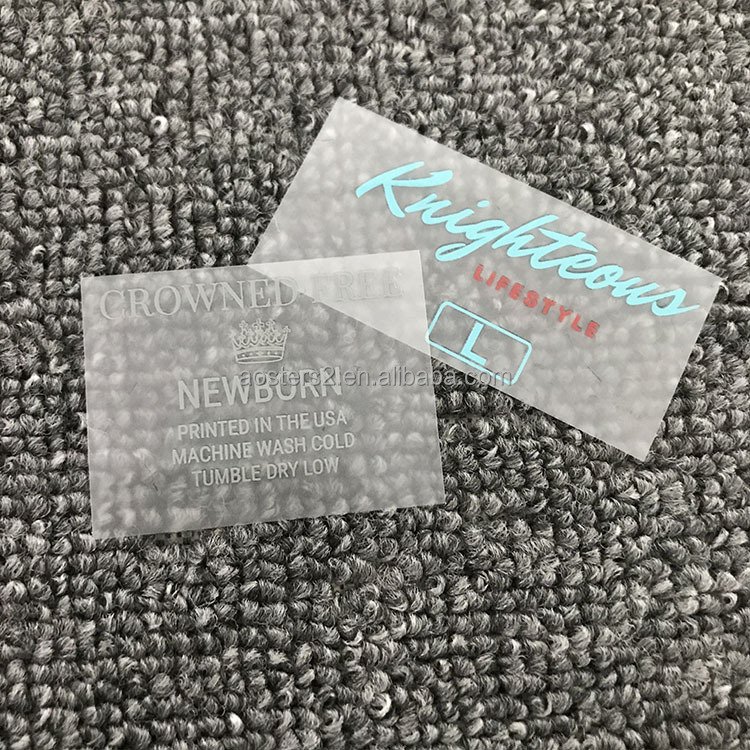 Knighteous
LIFESTYLE
L
CROWNED FREE
NEWBORN
PRINTED IN THE USA
MACHINE WASH COLD
TUMBLE DRY LOW
aosters2.en.alibaba.com